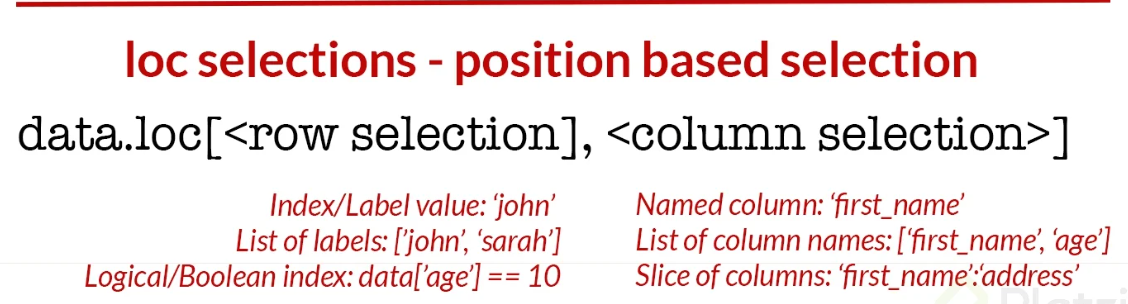 loc selections - position based selection
data.loc[<row selection], <column selection>]
Index/Label value: ‘john’
List of labels: [’john’, ‘sarah’]
Logical/Boolean index: data[’age’] == 10
Named column: ‘first_name’
List of column names: [‘first_name’, ‘age’]
Slice of columns: ‘first_name’:‘address’